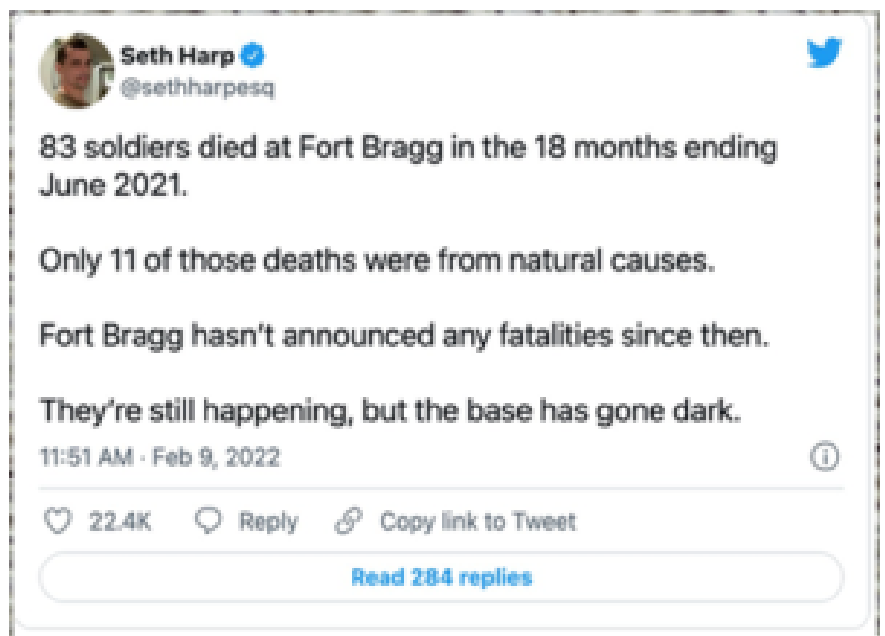 Seth Harp
@sethharpesq
83 soldiers died at Fort Bragg in the 18 months ending
June 2021.
Only 11 of those deaths were from natural causes.
Fort Bragg hasn't announced any fatalities since then.
They're still happening, but the base has gone dark.
11:51 AM · Feb 9, 2022
22.4K Reply Copy link to Tweet
Read 284 replies